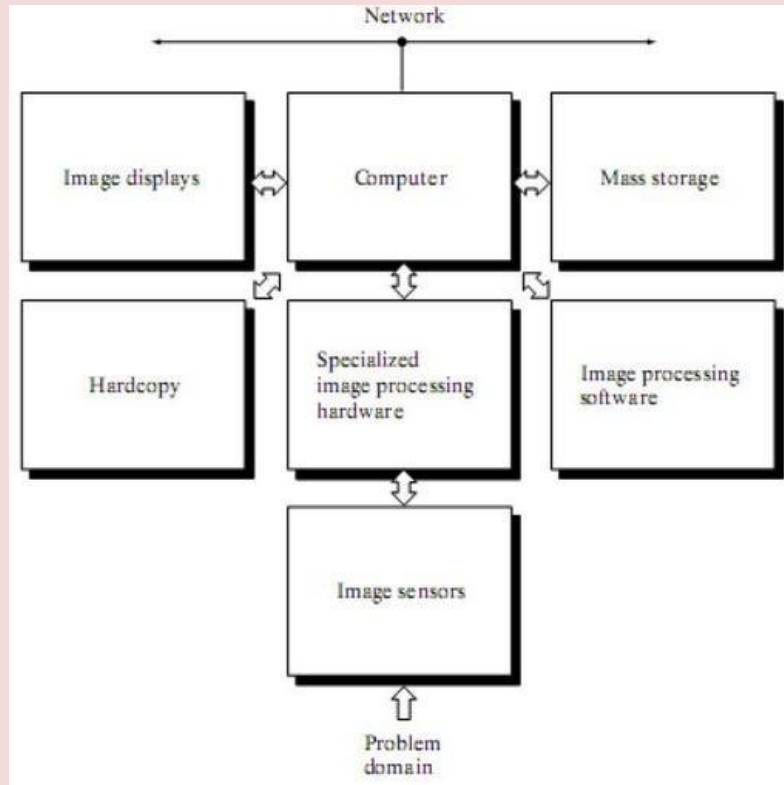 Network
Image displays
Computer
Mass storage
Hardcopy
Specialized
image processing
hardware
Image processing
software
Image sensors
Problem
domain